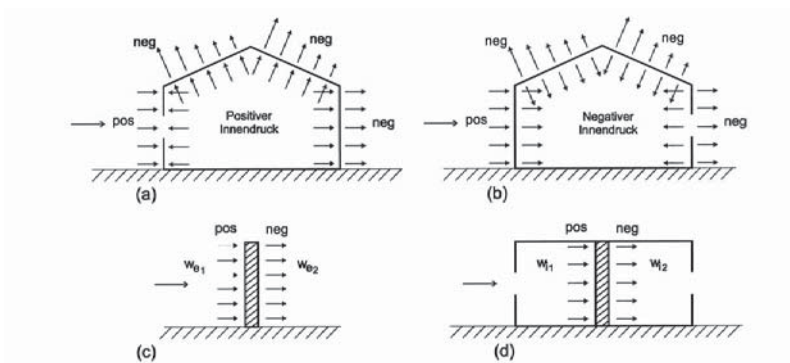 neg
neg
pos
Positiver
Innendruck
neg
(a)
neg
neg
pos
Negativer
Innendruck
neg
(b)
pos
neg
we1
we2
(c)
pos
neg
wi1
wi2
(d)